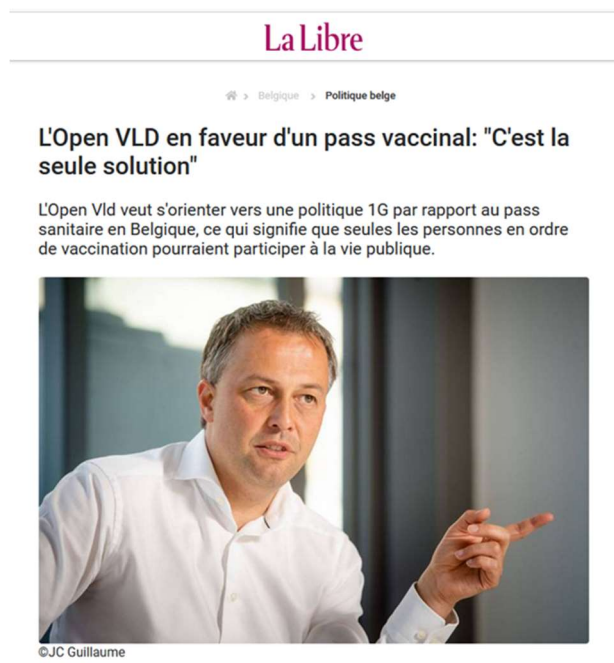 La Libre
Belgique > Politique belge
L'Open VLD en faveur d'un pass vaccinal: "C'est la
seule solution"
L'Open Vld veut s'orienter vers une politique 1G par rapport au pass
sanitaire en Belgique, ce qui signifie que seules les personnes en ordre
de vaccination pourraient participer à la vie publique.
©JC Guillaume